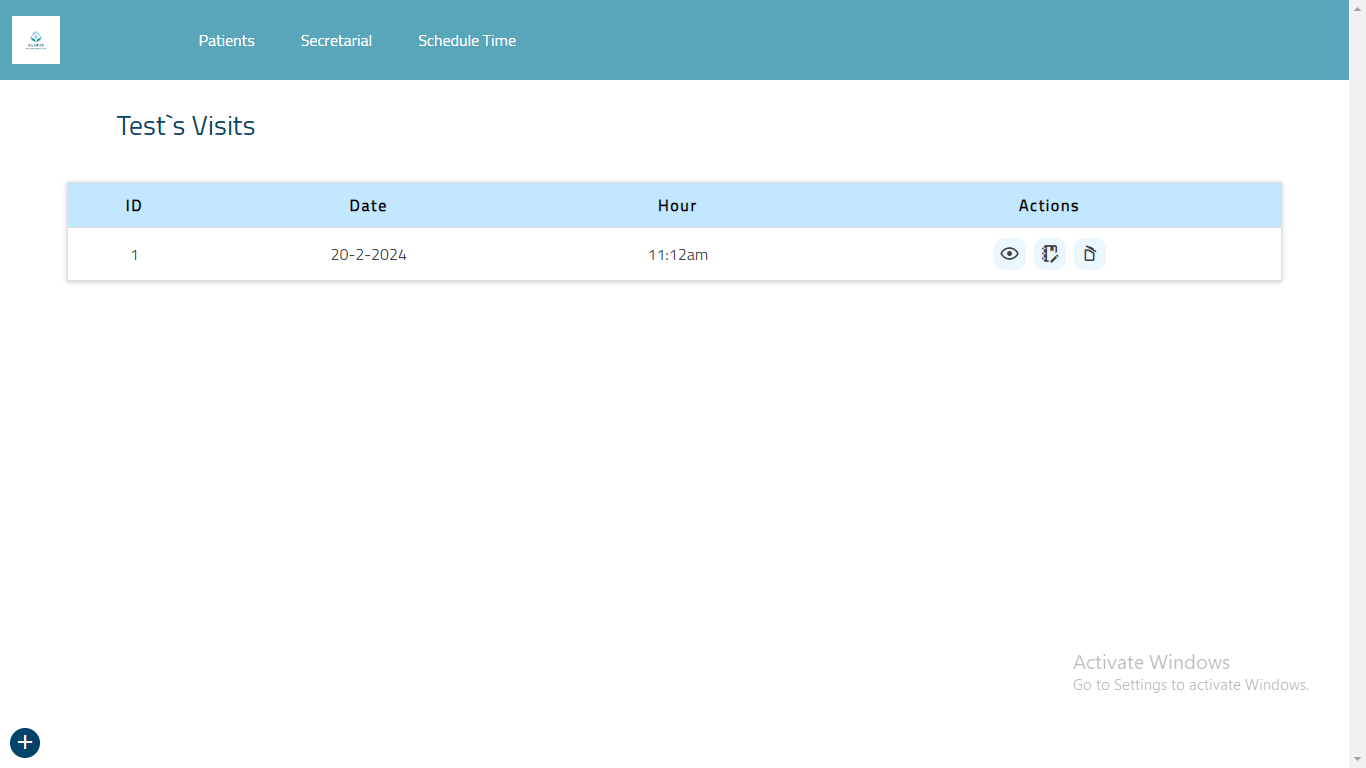 CLINIC
Patients Secretarial Schedule Time
Test`s Visits
ID Date Hour Actions
1 20-2-2024 11:12am
Activate Windows
Go to Settings to activate Windows.